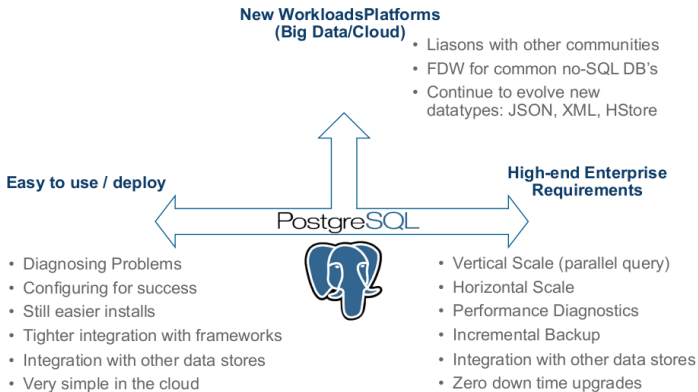 New WorkloadsPlatforms
(Big Data/Cloud)
• Liasons with other communities
• FDW for common no-SQL DB's
• Continue to evolve new
datatypes: JSON, XML, HStore
Easy to use / deploy
High-end Enterprise
Requirements
PostgreSQL
• Diagnosing Problems
• Configuring for success
• Still easier installs
• Tighter integration with frameworks
• Integration with other data stores
• Very simple in the cloud
• Vertical Scale (parallel query)
• Horizontal Scale
• Performance Diagnostics
• Incremental Backup
• Integration with other data stores
• Zero down time upgrades